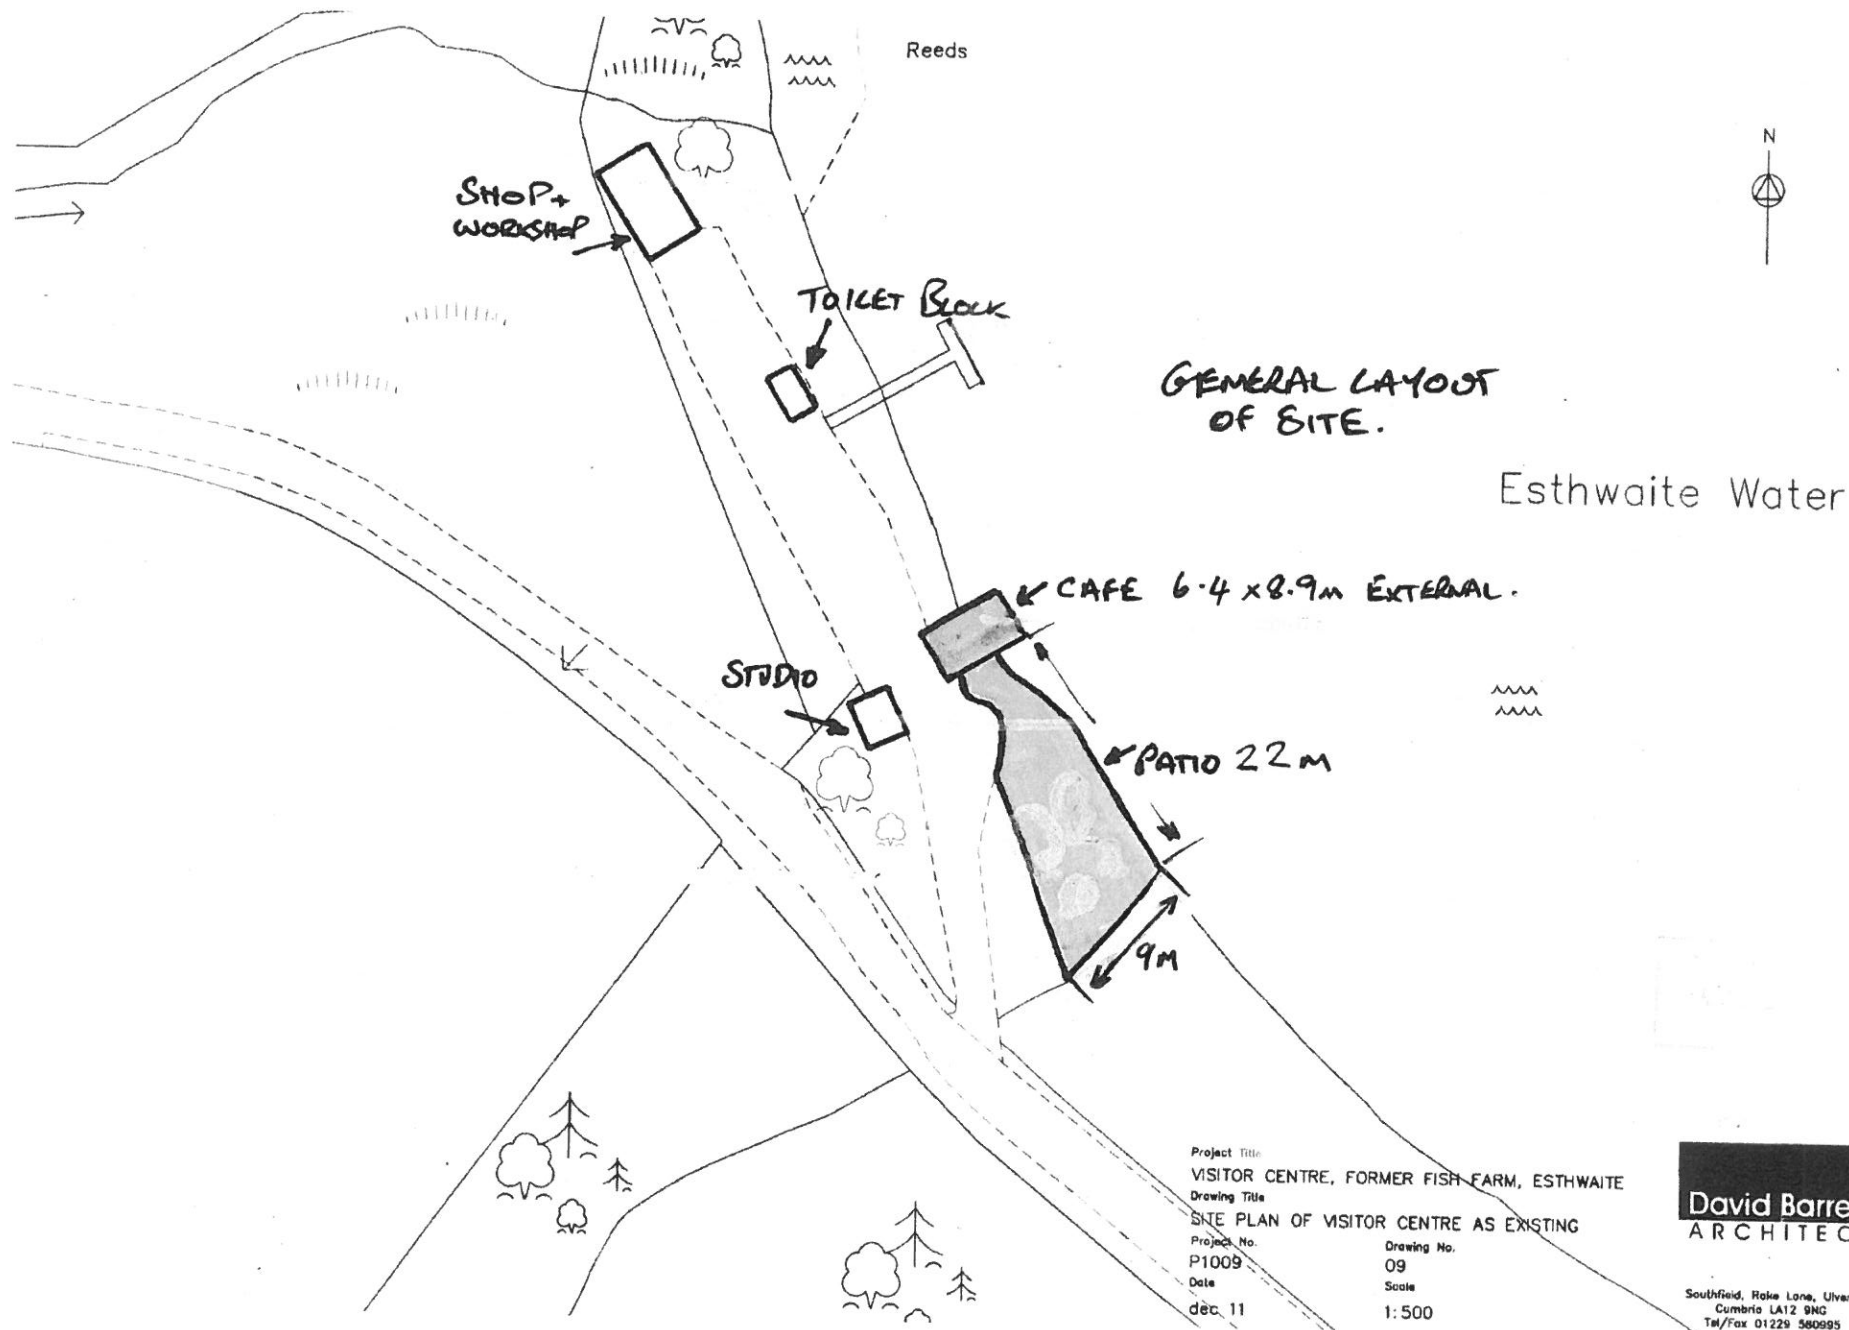 Reeds
N
SHOP +
WORKSHOP
TOILET BLOCK
GENERAL LAYOUT
OF SITE.
Esthwaite Water
CAFE 6.4 x 8.9m EXTERNAL.
STUDIO
PATIO 22m
9M
Project Title
VISITOR CENTRE, FORMER FISH FARM, ESTHWAITE
Drawing Title
SITE PLAN OF VISITOR CENTRE AS EXISTING
Project No.
Drawing No.
P1009
09
Date
Scale
dec 11
1:500
David Barre
ARCHITEC
Southfield, Rake Lane, Ulver
Cumbria LA12 9NG
Tel/Fax 01229 580995